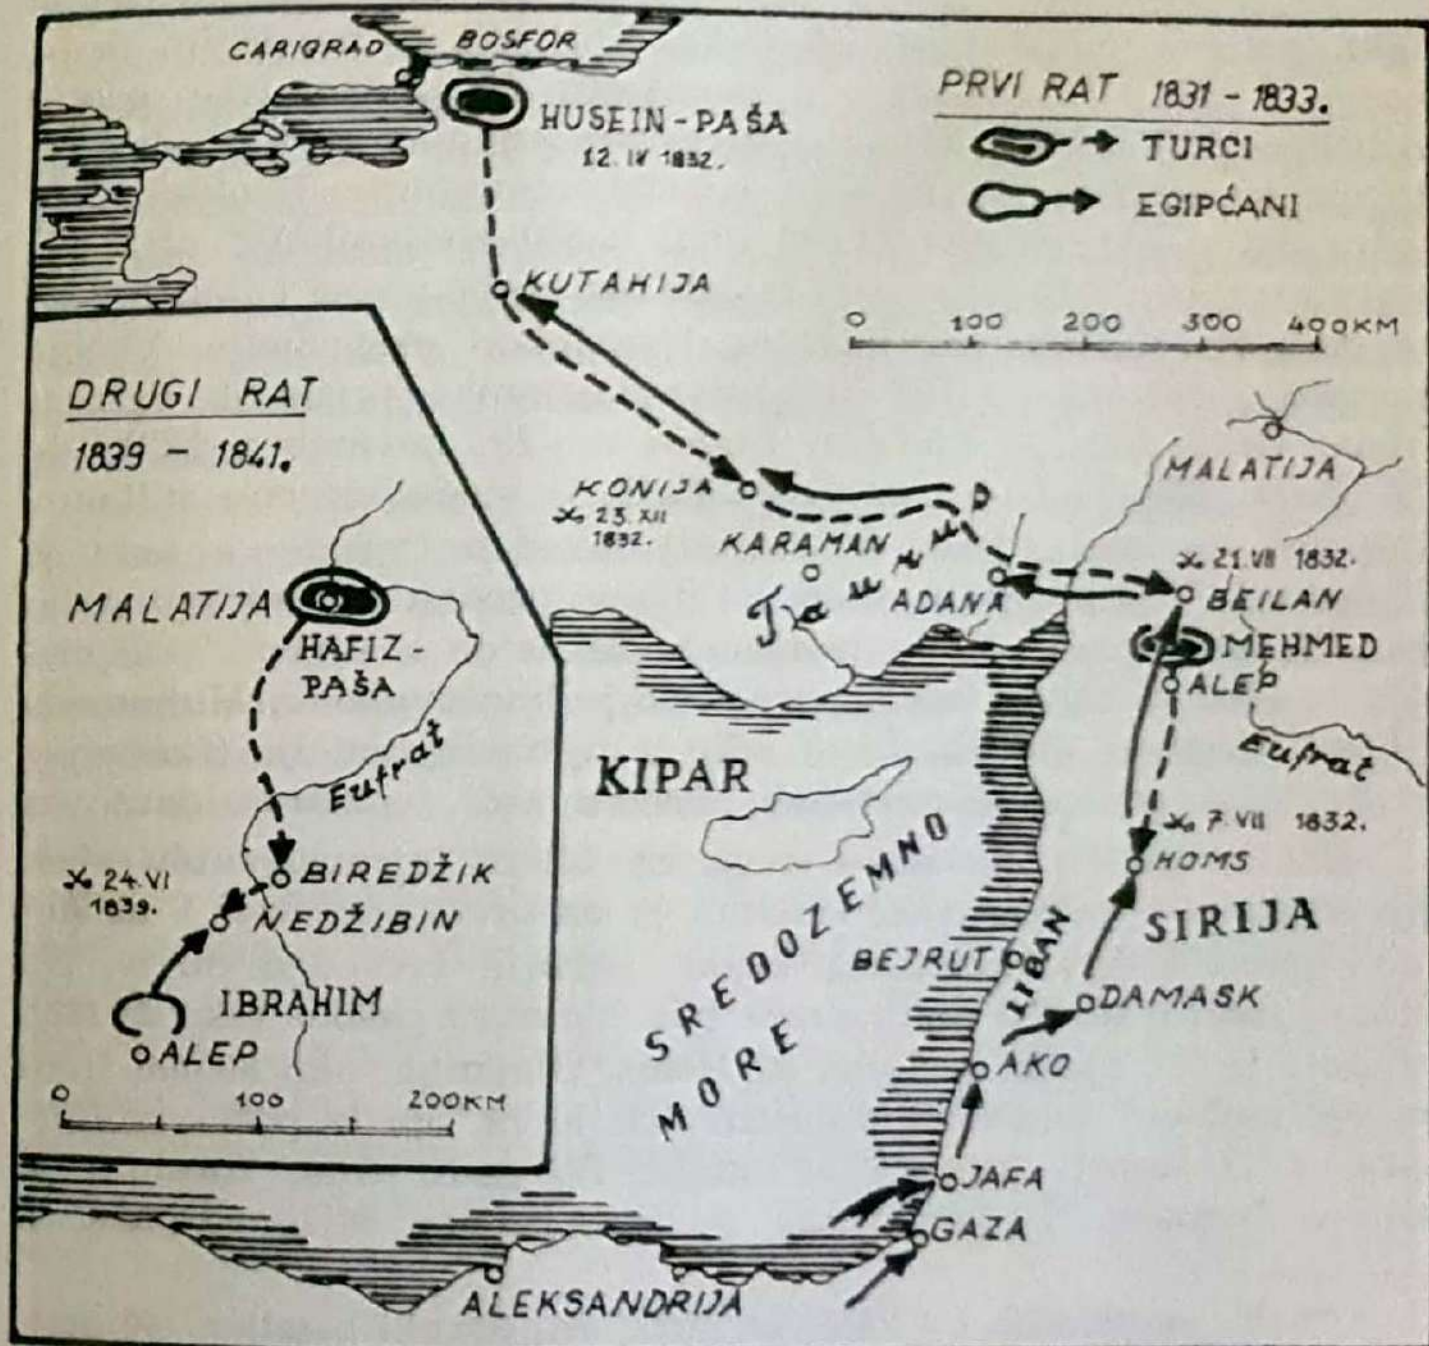 CARIGRAD
BOSFOR
HUSEIN-PAŠA
12. IV 1832.
PRVI RAT 1831 - 1833.
TURCI
EGIPĆANI
0 100 200 300 400KM
KUTAHIJA
DRUGI RAT
1839 - 1841.
KONIJA
23. XII
1832.
KARAMAN
Taurus
ADANA
MALATIJA
21. VII 1832.
BEILAN
MEHMED
ALEP
Eufrat
7. VII 1832.
HOMS
SIRIJA
MALATIJA
HAFIZ-
PAŠA
Eufrat
BIREDŽIK
24. VI
1839.
NEDŽIBIN
IBRAHIM
ALEP
0 100 200KM
KIPAR
SREDOZEMNO
MORE
BEJRUT
LIBAN
DAMASK
AKO
JAFA
GAZA
ALEKSANDRIJA